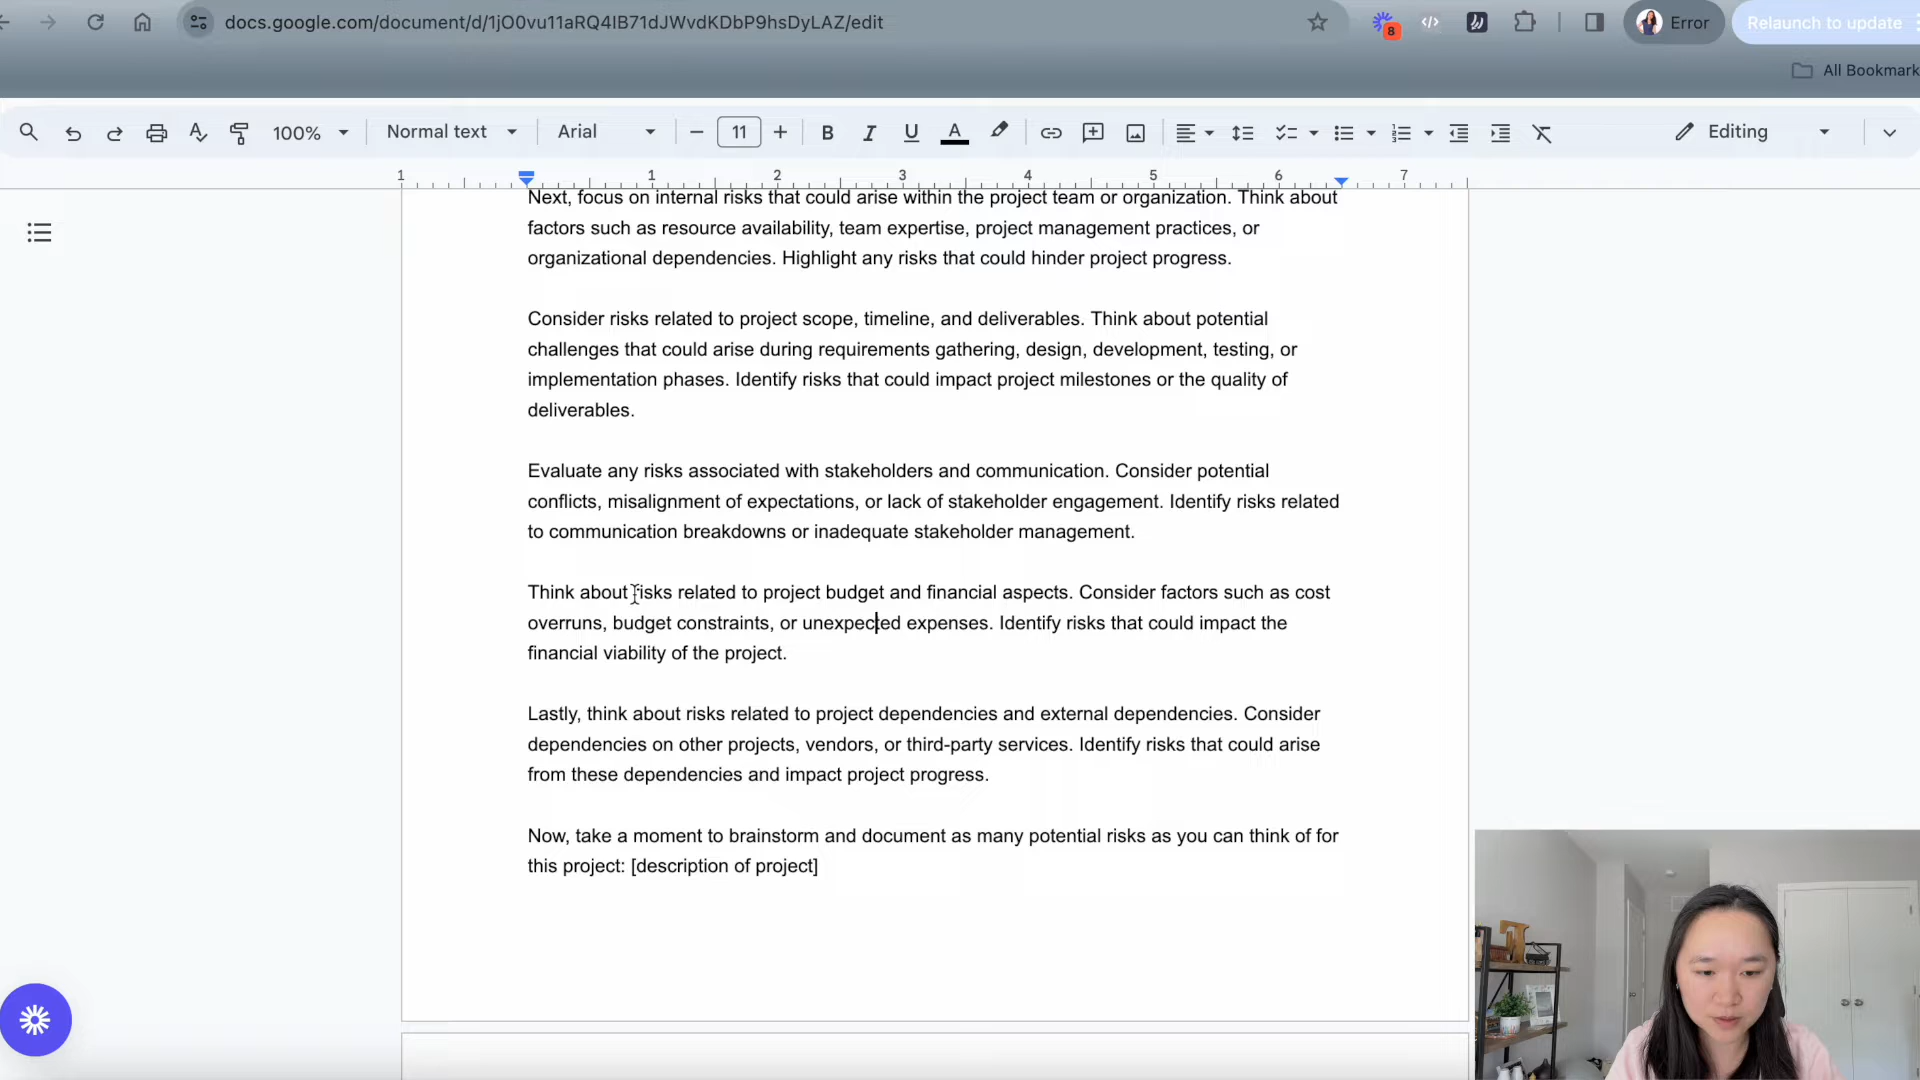 docs.google.com/document/d/1jO0vu11aRQ4lB71dJWvdKDbP9hsDyLAZ/edit
8
Error
Relaunch to update
All Bookmark
100%
Normal text
Arial
11
Editing
1 1 2 3 4 5 6 7
Next, focus on internal risks that could arise within the project team or organization. Think about
factors such as resource availability, team expertise, project management practices, or
organizational dependencies. Highlight any risks that could hinder project progress.
Consider risks related to project scope, timeline, and deliverables. Think about potential
challenges that could arise during requirements gathering, design, development, testing, or
implementation phases. Identify risks that could impact project milestones or the quality of
deliverables.
Evaluate any risks associated with stakeholders and communication. Consider potential
conflicts, misalignment of expectations, or lack of stakeholder engagement. Identify risks related
to communication breakdowns or inadequate stakeholder management.
Think about risks related to project budget and financial aspects. Consider factors such as cost
overruns, budget constraints, or unexpected expenses. Identify risks that could impact the
financial viability of the project.
Lastly, think about risks related to project dependencies and external dependencies. Consider
dependencies on other projects, vendors, or third-party services. Identify risks that could arise
from these dependencies and impact project progress.
Now, take a moment to brainstorm and document as many potential risks as you can think of for
this project: [description of project]